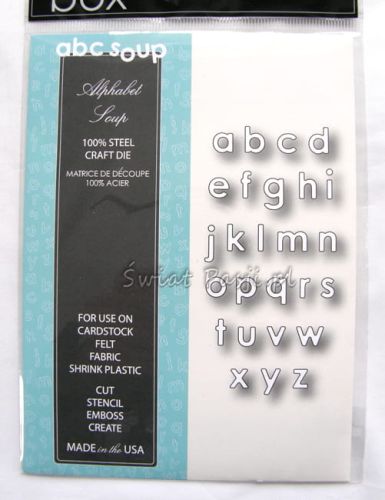 box
abc soup
Alphabet
Soup
100% STEEL
CRAFT DIE
MATRICE DE DÉCOUPE
100% ACIER
FOR USE ON
CARDSTOCK
FELT
FABRIC
SHRINK PLASTIC
CUT
STENCIL
EMBOSS
CREATE
MADE in the USA
a b c d
e f g h i
j k l m n
o p q r s
t u v w
x y z
Świat Pasji.pl